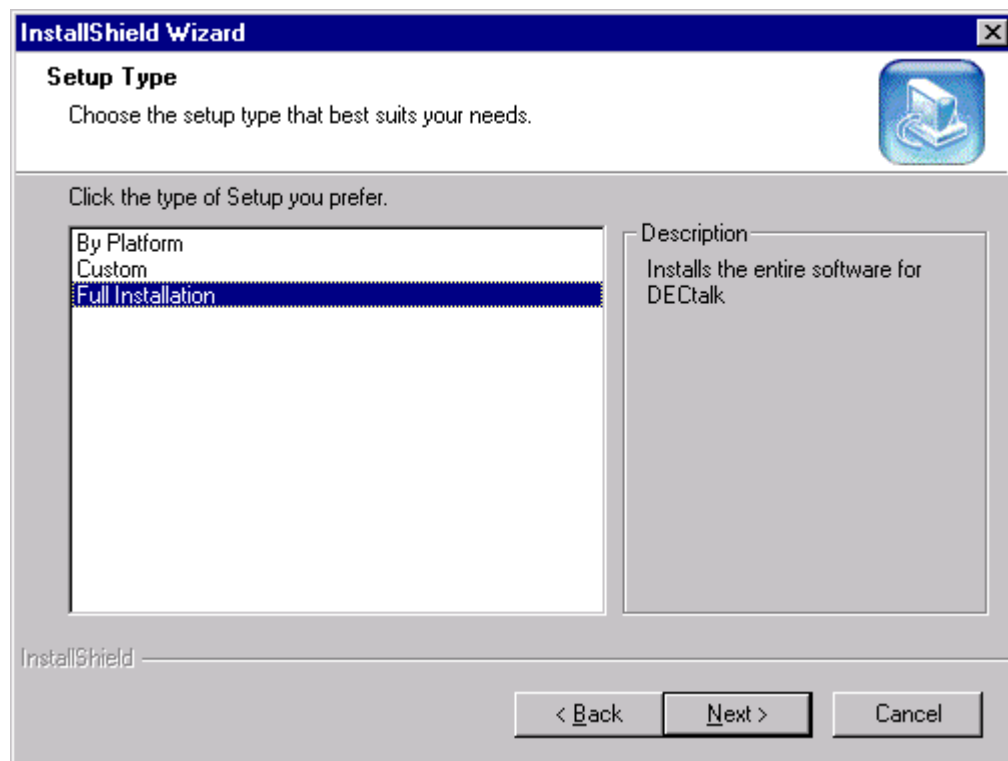 InstallShield Wizard
Setup Type
Choose the setup type that best suits your needs.
Click the type of Setup you prefer.
By Platform
Custom
Full Installation
Description
Installs the entire software for
DECtalk
InstallShield
< Back
Next >
Cancel